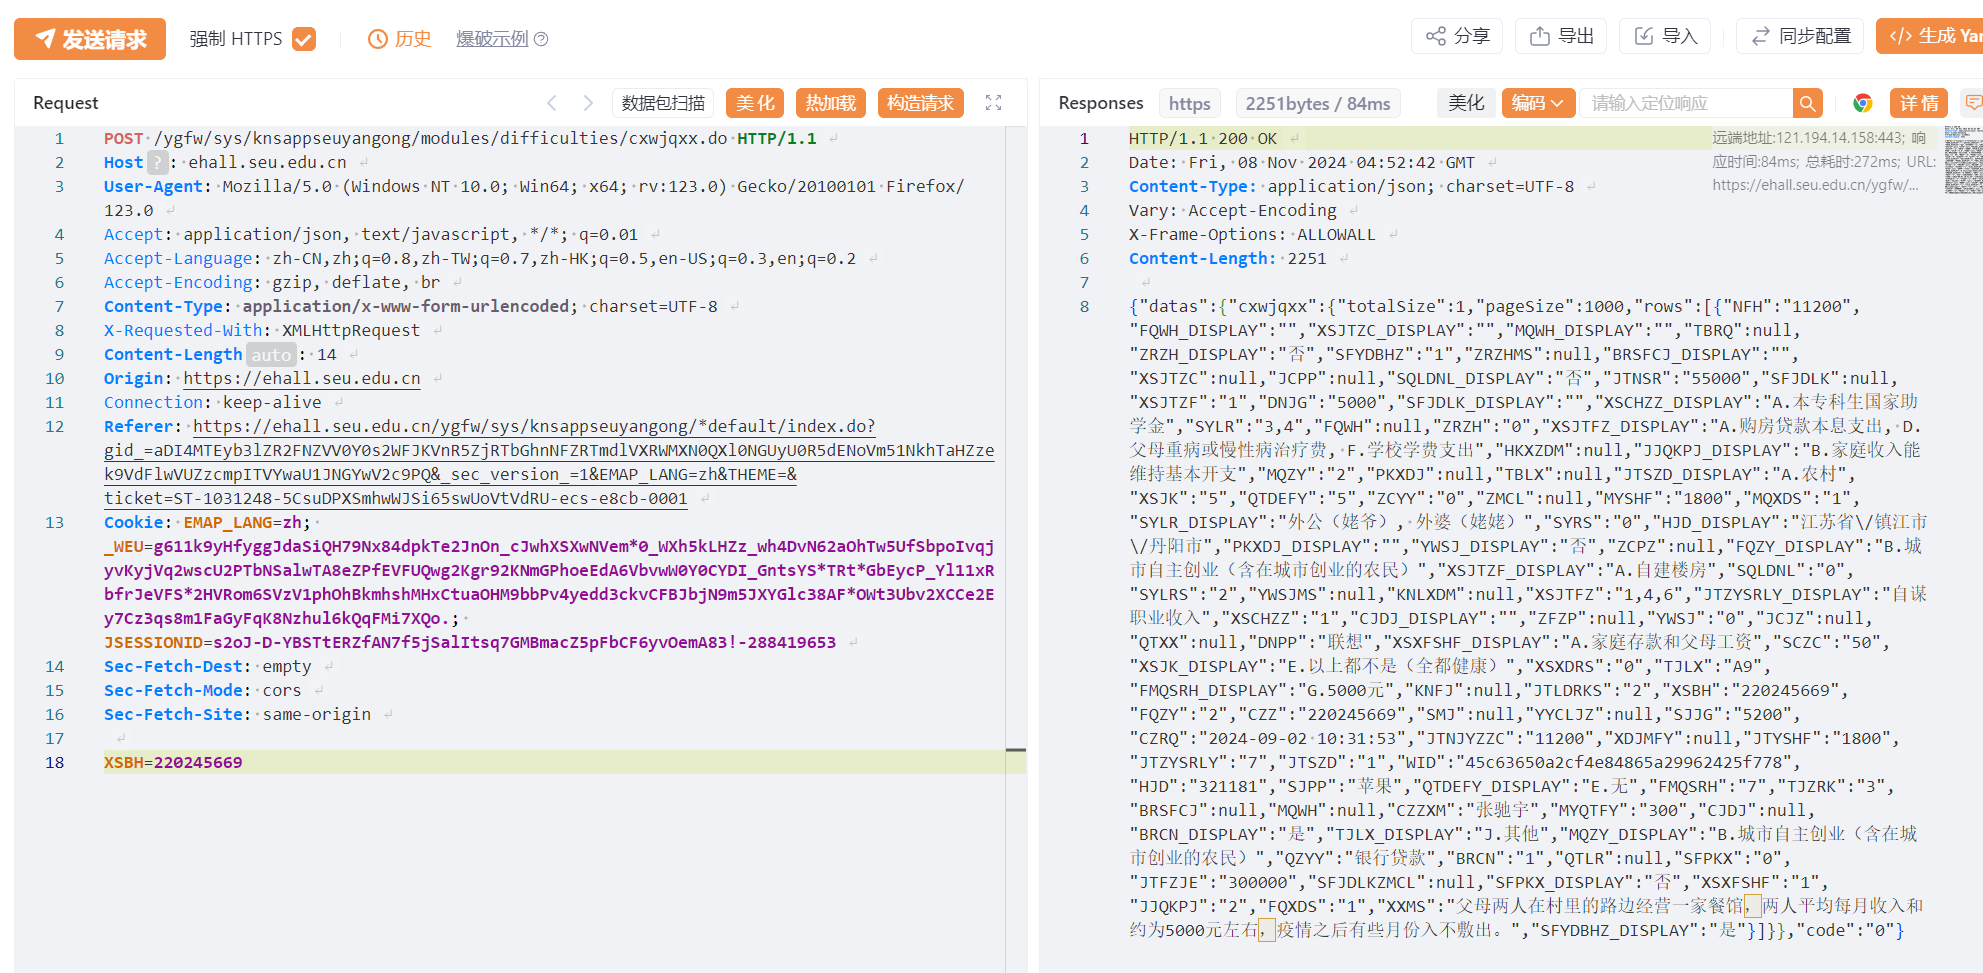 发送请求 强制 HTTPS 历史 爆破示例 ? 分享 导出 导入 同步配置 </> 生成 Yar
Request 数据包扫描 美化 热加载 构造请求
1 POST /ygfw/sys/knsappseuyangong/modules/difficulties/cxwjqxx.do HTTP/1.1
2 Host ? : ehall.seu.edu.cn
3 User-Agent: Mozilla/5.0 (Windows NT 10.0; Win64; x64; rv:123.0) Gecko/20100101 Firefox/
123.0
4 Accept: application/json, text/javascript, */*; q=0.01
5 Accept-Language: zh-CN,zh;q=0.8,zh-TW;q=0.7,zh-HK;q=0.5,en-US;q=0.3,en;q=0.2
6 Accept-Encoding: gzip, deflate, br
7 Content-Type: application/x-www-form-urlencoded; charset=UTF-8
8 X-Requested-With: XMLHttpRequest
9 Content-Length auto : 14
10 Origin: https://ehall.seu.edu.cn
11 Connection: keep-alive
12 Referer: https://ehall.seu.edu.cn/ygfw/sys/knsappseuyangong/*default/index.do?
gid_=aDI4MTEyb3lZR2FNZVV0Y0s2WFJKVnR5ZjRTbGhnNFZRTmdlVXRWMXN0QXl0NGUyU0R5dENoVm51NkhTaHZze
k9VdFlwVUZzcmpITVYwaU1JNGYwV2c9PQ&_sec_version_=1&EMAP_LANG=zh&THEME=&
ticket=ST-1031248-5CsuDPXSmhwWJSi65swUoVtVdRU-ecs-e8cb-0001
13 Cookie: EMAP_LANG=zh;
_WEU=g611k9yHfyggJdaSiQH79Nx84dpkTe2JnOn_cJwhXSXwNVem*0_WXh5kLHZz_wh4DvN62aOhTw5UfSbpoIvqj
yvKyjVq2wscU2PTbNSalwTA8eZPfEVFUQwg2Kgr92KNmGPhoeEdA6VbvwW0Y0CYDI_GntsYS*TRt*GbEycP_Yl11xR
bfrJeVFS*2HVRom6SVzV1phOhBkmhshMHxCtuaOHM9bbPv4yedd3ckvCFBJbjN9m5JXYGlc38AF*OWt3Ubv2XCCe2E
y7Cz3qs8m1FaGyFqK8Nzhul6kQqFMi7XQo.;
JSESSIONID=s2oJ-D-YBSTtERZfAN7f5jSalItsq7GMBmacZ5pFbCF6yvOemA83!-288419653
14 Sec-Fetch-Dest: empty
15 Sec-Fetch-Mode: cors
16 Sec-Fetch-Site: same-origin
17
18 XSBH=220245669
Responses https 2251bytes / 84ms 美化 编码 请输入定位响应 详情
1 HTTP/1.1 200 OK
2 Date: Fri, 08 Nov 2024 04:52:42 GMT
3 Content-Type: application/json; charset=UTF-8
4 Vary: Accept-Encoding
5 X-Frame-Options: ALLOWALL
6 Content-Length: 2251
7
远端地址:121.194.14.158:443; 响
应时间:84ms; 总耗时:272ms; URL:
https://ehall.seu.edu.cn/ygfw/...
8 {"datas":{"cxwjqxx":{"totalSize":1,"pageSize":1000,"rows":[{"NFH":"11200",
"FQWH_DISPLAY":"","XSJTZC_DISPLAY":"","MQWH_DISPLAY":"","TBRQ":null,
"ZRZH_DISPLAY":"否","SFYDBHZ":"1","ZRZHMS":null,"BRSFCJ_DISPLAY":"",
"XSJTZC":null,"JCPP":null,"SQLDNL_DISPLAY":"否","JTNSR":"55000","SFJDLK":null,
"XSJTZF":"1","DNJG":"5000","SFJDLK_DISPLAY":"","XSCHZZ_DISPLAY":"A.本专科生国家助
学金","SYLR":"3,4","FQWH":null,"ZRZH":"0","XSJTFZ_DISPLAY":"A.购房贷款本息支出, D.
父母重病或慢性病治疗费, F.学校学费支出","HKXZDM":null,"JJQKPJ_DISPLAY":"B.家庭收入能
维持基本开支","MQZY":"2","PKXDJ":null,"TBLX":null,"JTSZD_DISPLAY":"A.农村",
"XSJK":"5","QTDEFY":"5","ZCYY":"0","ZMCL":null,"MYSHF":"1800","MQXDS":"1",
"SYLR_DISPLAY":"外公（姥爷）, 外婆（姥姥）","SYRS":"0","HJD_DISPLAY":"江苏省\/镇江市
\/丹阳市","PKXDJ_DISPLAY":"","YWSJ_DISPLAY":"否","ZCPZ":null,"FQZY_DISPLAY":"B.城
市自主创业（含在城市创业的农民）","XSJTZF_DISPLAY":"A.自建楼房","SQLDNL":"0",
"SYLRS":"2","YWSJMS":null,"KNLXDM":null,"XSJTFZ":"1,4,6","JTZYSRLY_DISPLAY":"自谋
职业收入","XSCHZZ":"1","CJDJ_DISPLAY":"","ZFZP":null,"YWSJ":"0","JCJZ":null,
"QTXX":null,"DNPP":"联想","XSXFSHF_DISPLAY":"A.家庭存款和父母工资","SCZC":"50",
"XSJK_DISPLAY":"E.以上都不是（全都健康）","XSXDRS":"0","TJLX":"A9",
"FMQSRH_DISPLAY":"G.5000元","KNFJ":null,"JTLDRKS":"2","XSBH":"220245669",
"FQZY":"2","CZZ":"220245669","SMJ":null,"YYCLJZ":null,"SJJG":"5200",
"CZRQ":"2024-09-02 10:31:53","JTNJYZZC":"11200","XDJMFY":null,"JTYSHF":"1800",
"JTZYSRLY":"7","JTSZD":"1","WID":"45c63650a2cf4e84865a29962425f778",
"HJD":"321181","SJPP":"苹果","QTDEFY_DISPLAY":"E.无","FMQSRH":"7","TJZRK":"3",
"BRSFCJ":null,"MQWH":null,"CZZXM":"张驰宇","MYQTFY":"300","CJDJ":null,
"BRCN_DISPLAY":"是","TJLX_DISPLAY":"J.其他","MQZY_DISPLAY":"B.城市自主创业（含在城
市创业的农民）","QZYY":"银行贷款","BRCN":"1","QTLR":null,"SFPKX":"0",
"JTFZJE":"300000","SFJDLKZMCL":null,"SFPKX_DISPLAY":"否","XSXFSHF":"1",
"JJQKPJ":"2","FQXDS":"1","XXMS":"父母两人在村里的路边经营一家餐馆，两人平均每月收入和
约为5000元左右，疫情之后有些月份入不敷出。","SFYDBHZ_DISPLAY":"是"}]}},"code":"0"}